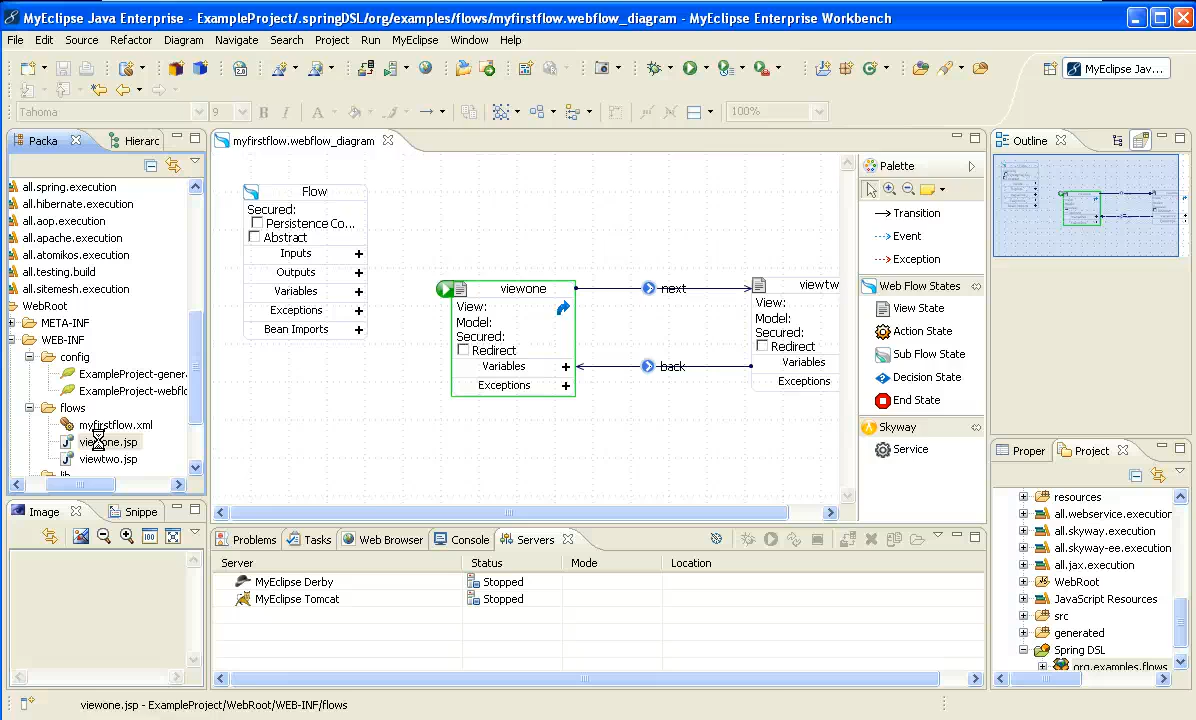 MyEclipse Java Enterprise - ExampleProject/.springDSL/org/examples/flows/myfirstflow.webflow_diagram - MyEclipse Enterprise Workbench
File Edit Source Refactor Diagram Navigate Search Project Run MyEclipse Window Help
MyEclipse Jav...
Tahoma 9 B I A 100%
Packa
Hierarc
all.spring.execution
all.hibernate.execution
all.aop.execution
all.apache.execution
all.atomikos.execution
all.testing.build
all.sitemesh.execution
WebRoot
META-INF
WEB-INF
config
ExampleProject-gener
ExampleProject-webflo
flows
myfirstflow.xml
viewone.jsp
viewtwo.jsp
lib
Image
Snippe
myfirstflow.webflow_diagram
Flow
Secured:
Persistence Co...
Abstract
Inputs +
Outputs +
Variables +
Exceptions +
Bean Imports +
viewone
View:
Model:
Secured:
Redirect
Variables +
Exceptions +
next
back
viewtw
View:
Model:
Secured:
Redirect
Variables
Exceptions
Palette
Transition
Event
Exception
Web Flow States
View State
Action State
Sub Flow State
Decision State
End State
Skyway
Service
Problems
Tasks
Web Browser
Console
Servers
Server Status Mode Location
MyEclipse Derby Stopped
MyEclipse Tomcat Stopped
Outline
Proper
Project
resources
all.webservice.execution
all.skyway.execution
all.skyway-ee.execution
all.jax.execution
WebRoot
JavaScript Resources
src
generated
Spring DSL
org.examples.flows
viewone.jsp - ExampleProject/WebRoot/WEB-INF/flows